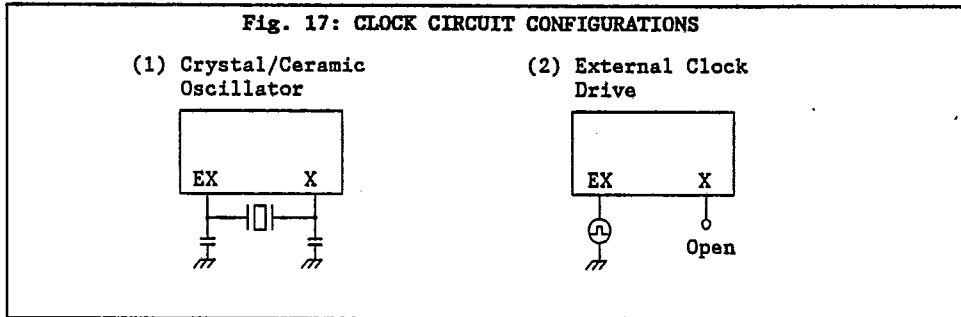 Fig. 17: CLOCK CIRCUIT CONFIGURATIONS
(1) Crystal/Ceramic
Oscillator
EX X
(2) External Clock
Drive
EX X
Open